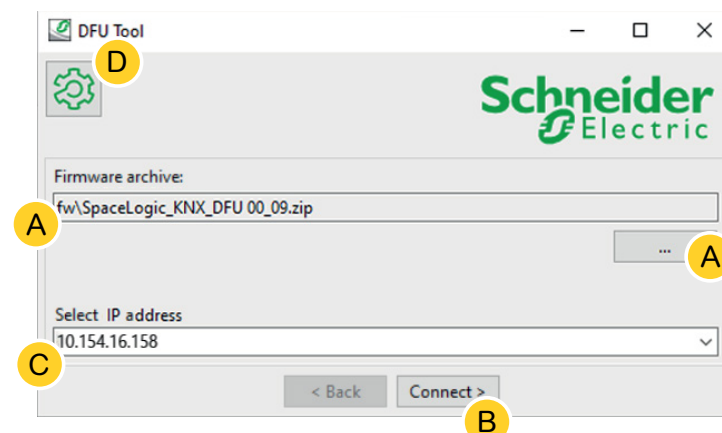 DFU Tool
D
Schneider
Electric
Firmware archive:
fw\SpaceLogic_KNX_DFU 00_09.zip
A
...
A
Select IP address
10.154.16.158
C
< Back
Connect >
B